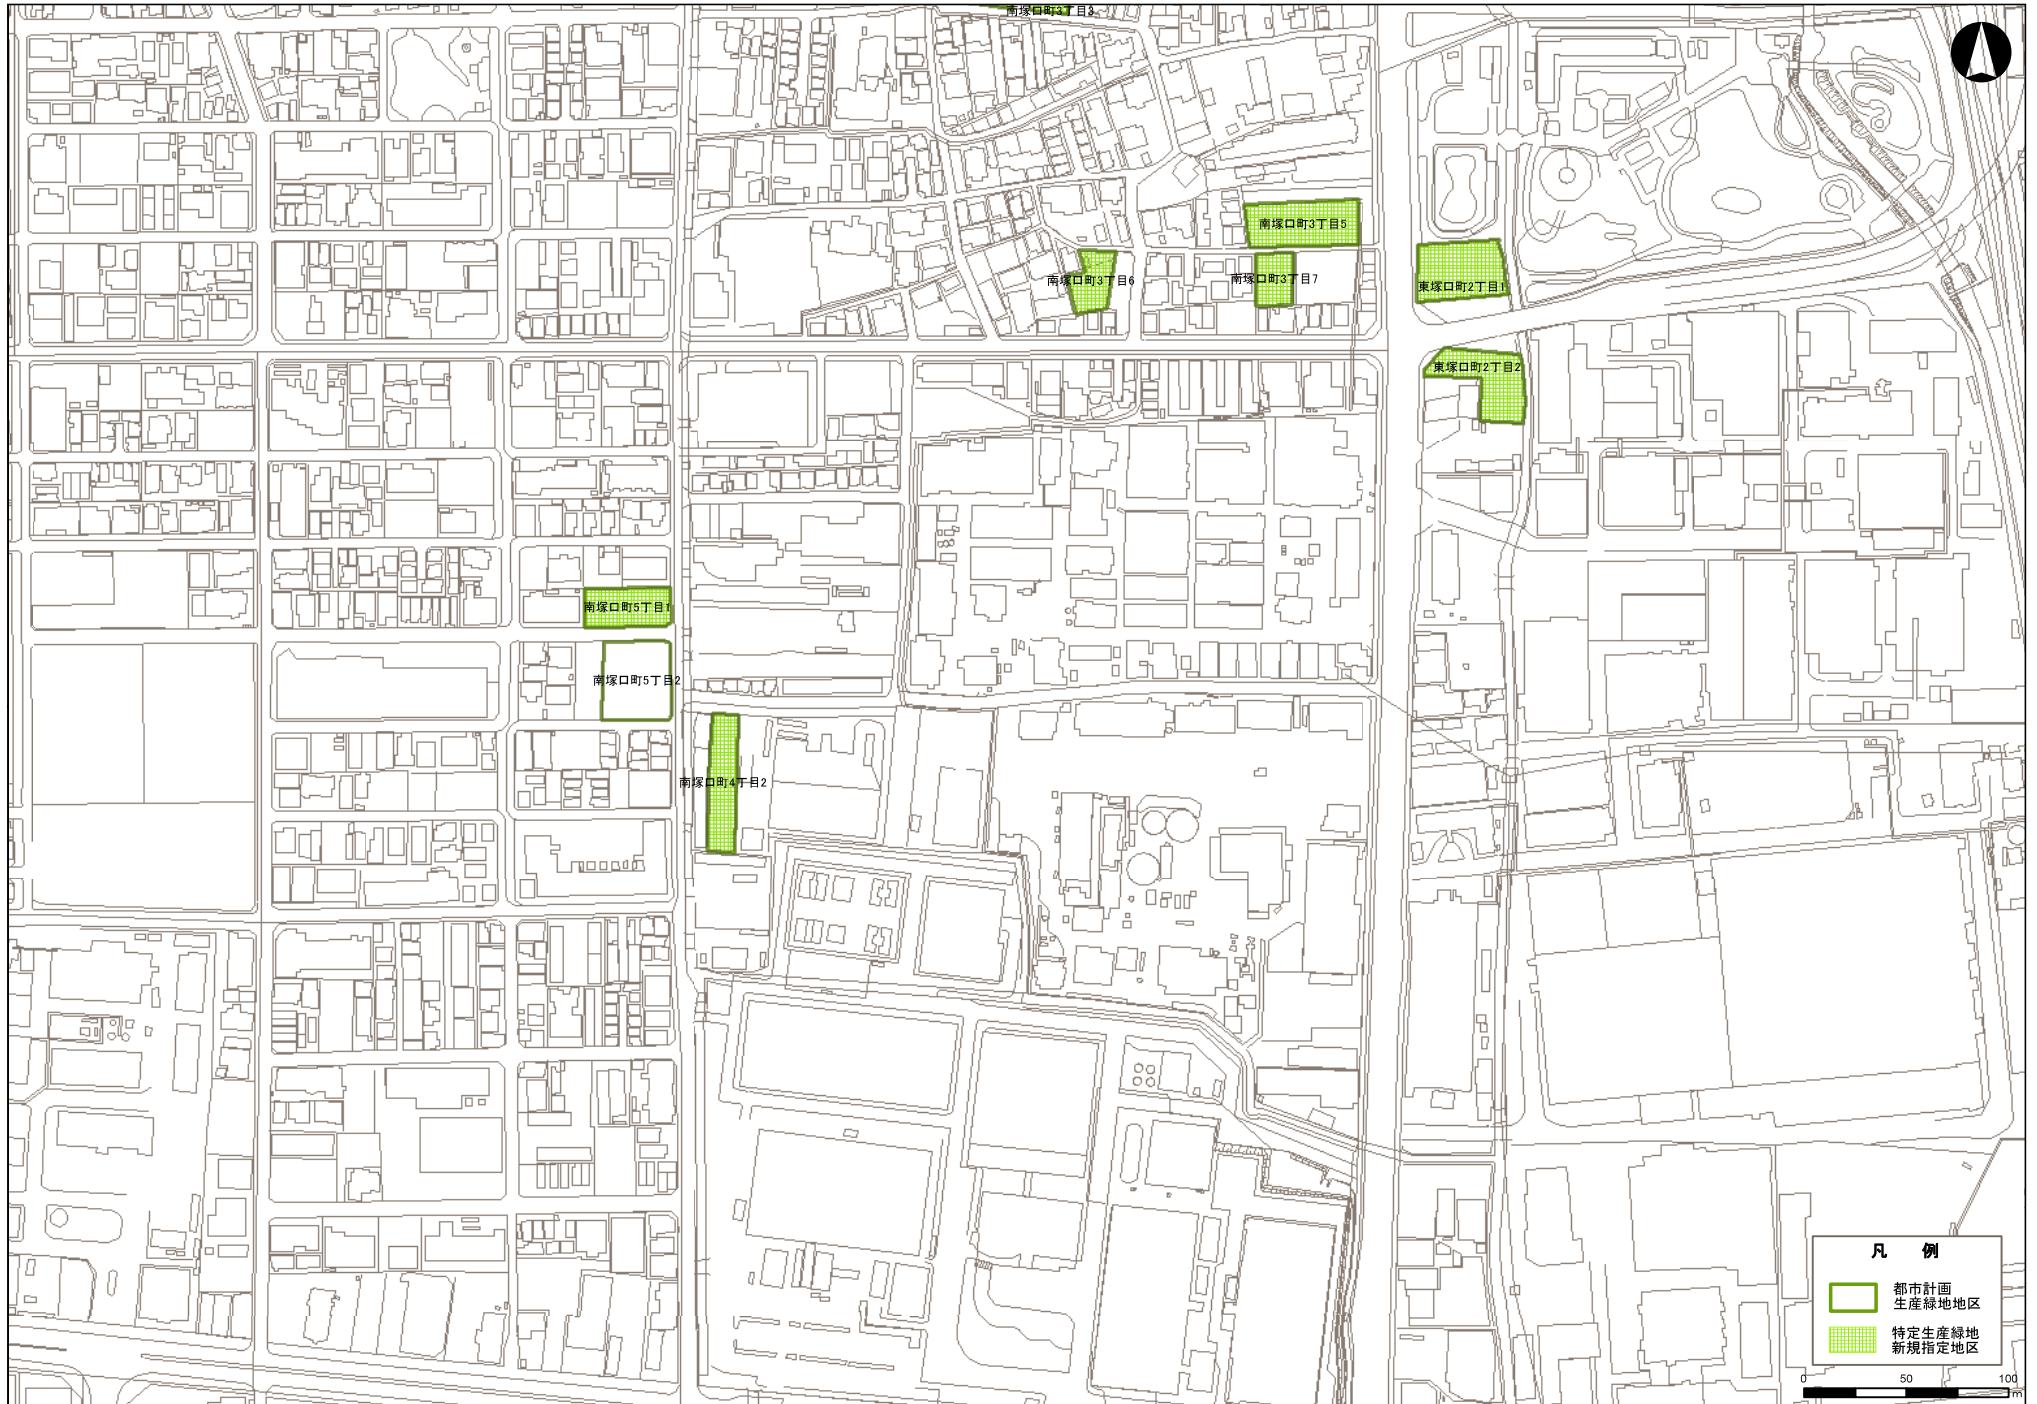 南塚口町3丁目3
南塚口町3丁目5
南塚口町3丁目6
南塚口町3丁目7
東塚口町2丁目1
東塚口町2丁目2
南塚口町5丁目1
南塚口町5丁目2
南塚口町4丁目2
凡 例
都市計画
生産緑地地区
特定生産緑地
新規指定地区
0 50 100
m